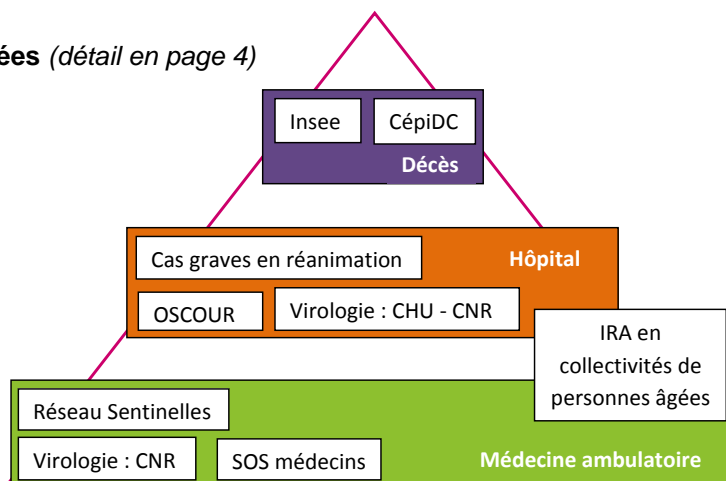 ées (détail en page 4)
Insee
CépiDC
Décès
Cas graves en réanimation
Hôpital
OSCOUR
Virologie : CHU - CNR
IRA en
collectivités de
personnes âgées
Réseau Sentinelles
Virologie : CNR
SOS médecins
Médecine ambulatoire